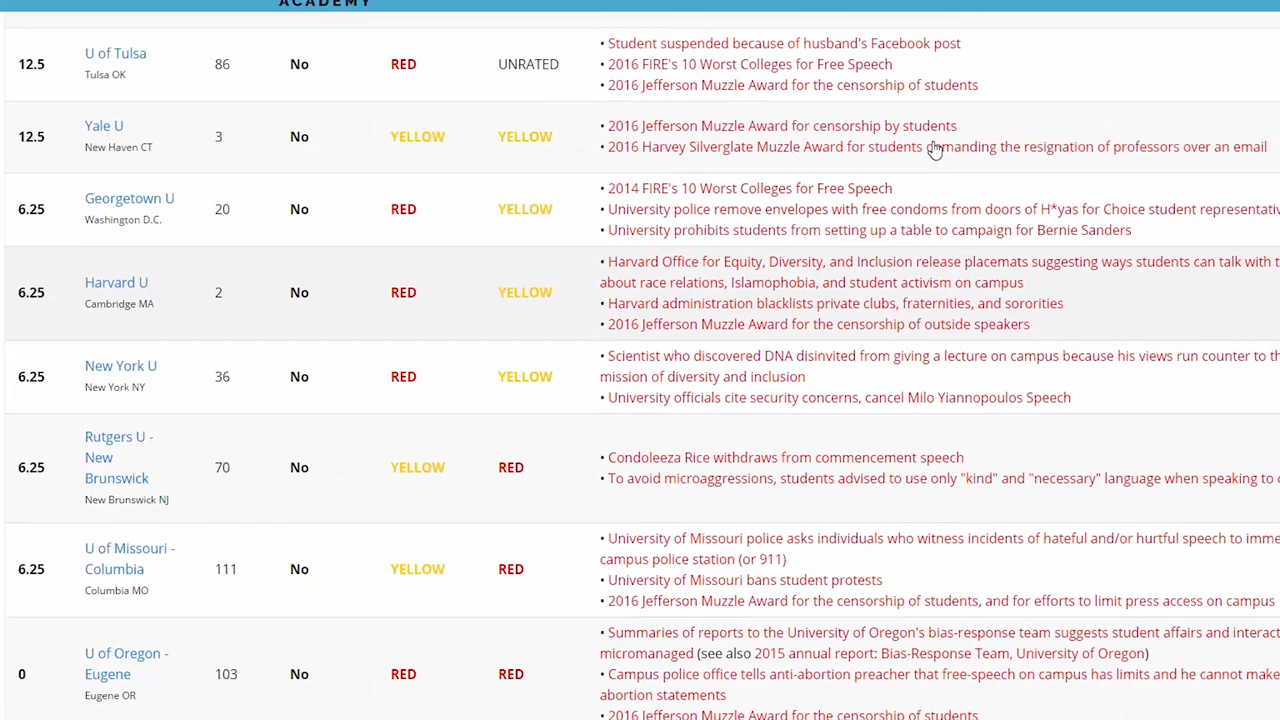 ACADEMY
12.5 U of Tulsa Tulsa OK 86 No RED UNRATED
• Student suspended because of husband's Facebook post
• 2016 FIRE's 10 Worst Colleges for Free Speech
• 2016 Jefferson Muzzle Award for the censorship of students
12.5 Yale U New Haven CT 3 No YELLOW YELLOW
• 2016 Jefferson Muzzle Award for censorship by students
• 2016 Harvey Silverglate Muzzle Award for students demanding the resignation of professors over an email
6.25 Georgetown U Washington D.C. 20 No RED YELLOW
• 2014 FIRE's 10 Worst Colleges for Free Speech
• University police remove envelopes with free condoms from doors of H*yas for Choice student
• University prohibits students from setting up a table to campaign for Bernie Sanders
6.25 Harvard U Cambridge MA 2 No RED YELLOW
• Harvard Office for Equity, Diversity, and Inclusion release placemats suggesting ways students can talk with
about race relations, Islamophobia, and student activism on campus
• Harvard administration blacklists private clubs, fraternities, and sororities
• 2016 Jefferson Muzzle Award for the censorship of outside speakers
6.25 New York U New York NY 36 No RED YELLOW
• Scientist who discovered DNA disinvited from giving a lecture on campus because his views run counter to
mission of diversity and inclusion
• University officials cite security concerns, cancel Milo Yiannopoulos Speech
6.25 Rutgers U - New Brunswick New Brunswick NJ 70 No YELLOW RED
• Condoleeza Rice withdraws from commencement speech
• To avoid microaggressions, students advised to use only "kind" and "necessary" language when speaking to
6.25 U of Missouri - Columbia Columbia MO 111 No YELLOW RED
• University of Missouri police asks individuals who witness incidents of hateful and/or hurtful speech to
campus police station (or 911)
• University of Missouri bans student protests
• 2016 Jefferson Muzzle Award for the censorship of students, and for efforts to limit press access on campus
0 U of Oregon - Eugene Eugene OR 103 No RED RED
• Summaries of reports to the University of Oregon's bias-response team suggests student affairs and
micromanaged (see also 2015 annual report: Bias-Response Team, University of Oregon)
• Campus police office tells anti-abortion preacher that free-speech on campus has limits and he cannot make
abortion statements
• 2016 Jefferson Muzzle Award for the censorship of students